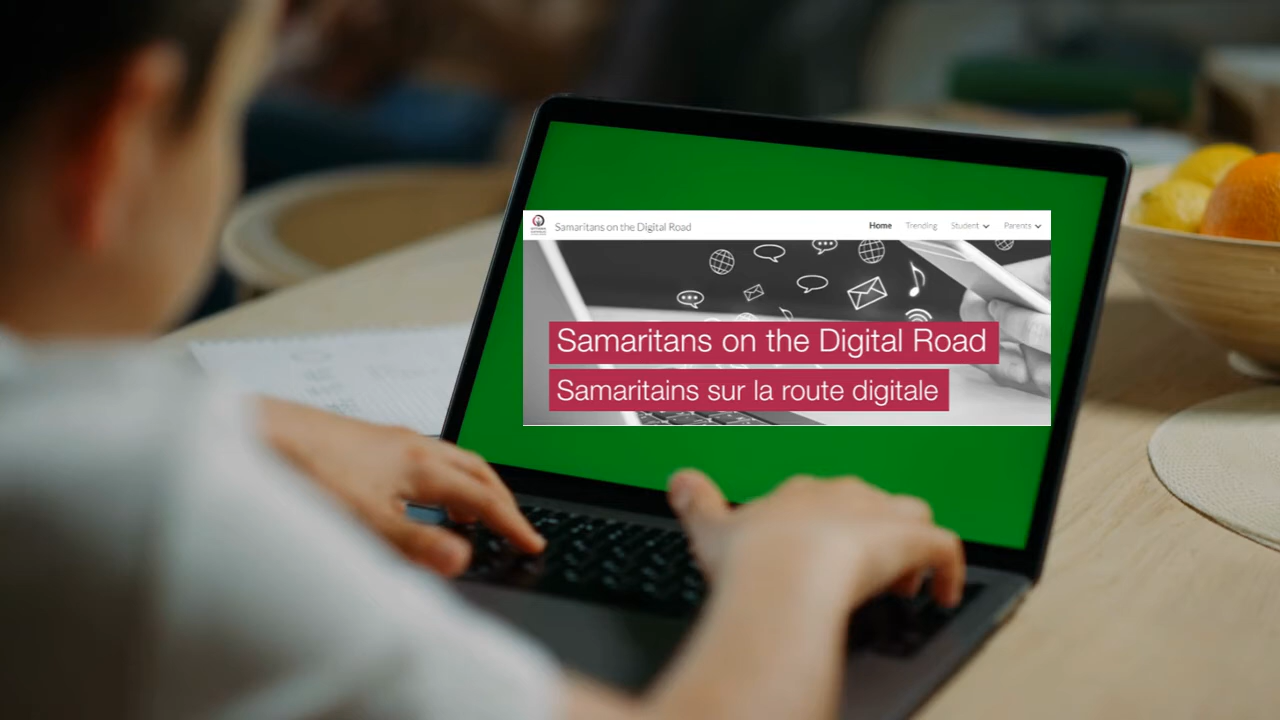 Samaritans on the Digital Road
Home Trending Student Parents
Samaritans on the Digital Road
Samaritains sur la route digitale